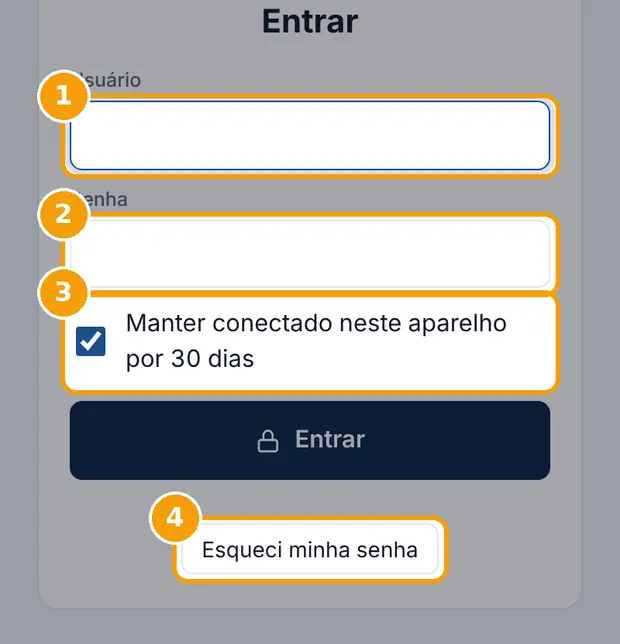 Entrar
1
suário
2
enha
3
Manter conectado neste aparelho
por 30 dias
Entrar
4
Esqueci minha senha